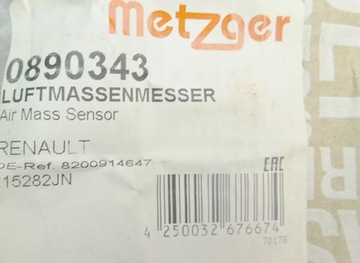 Metzger
0890343
LUFTMASSENMESSER
Air Mass Sensor
RENAULT
OE-Ref. 8200914647
15282JN
EAC
4 250032 676674
70178